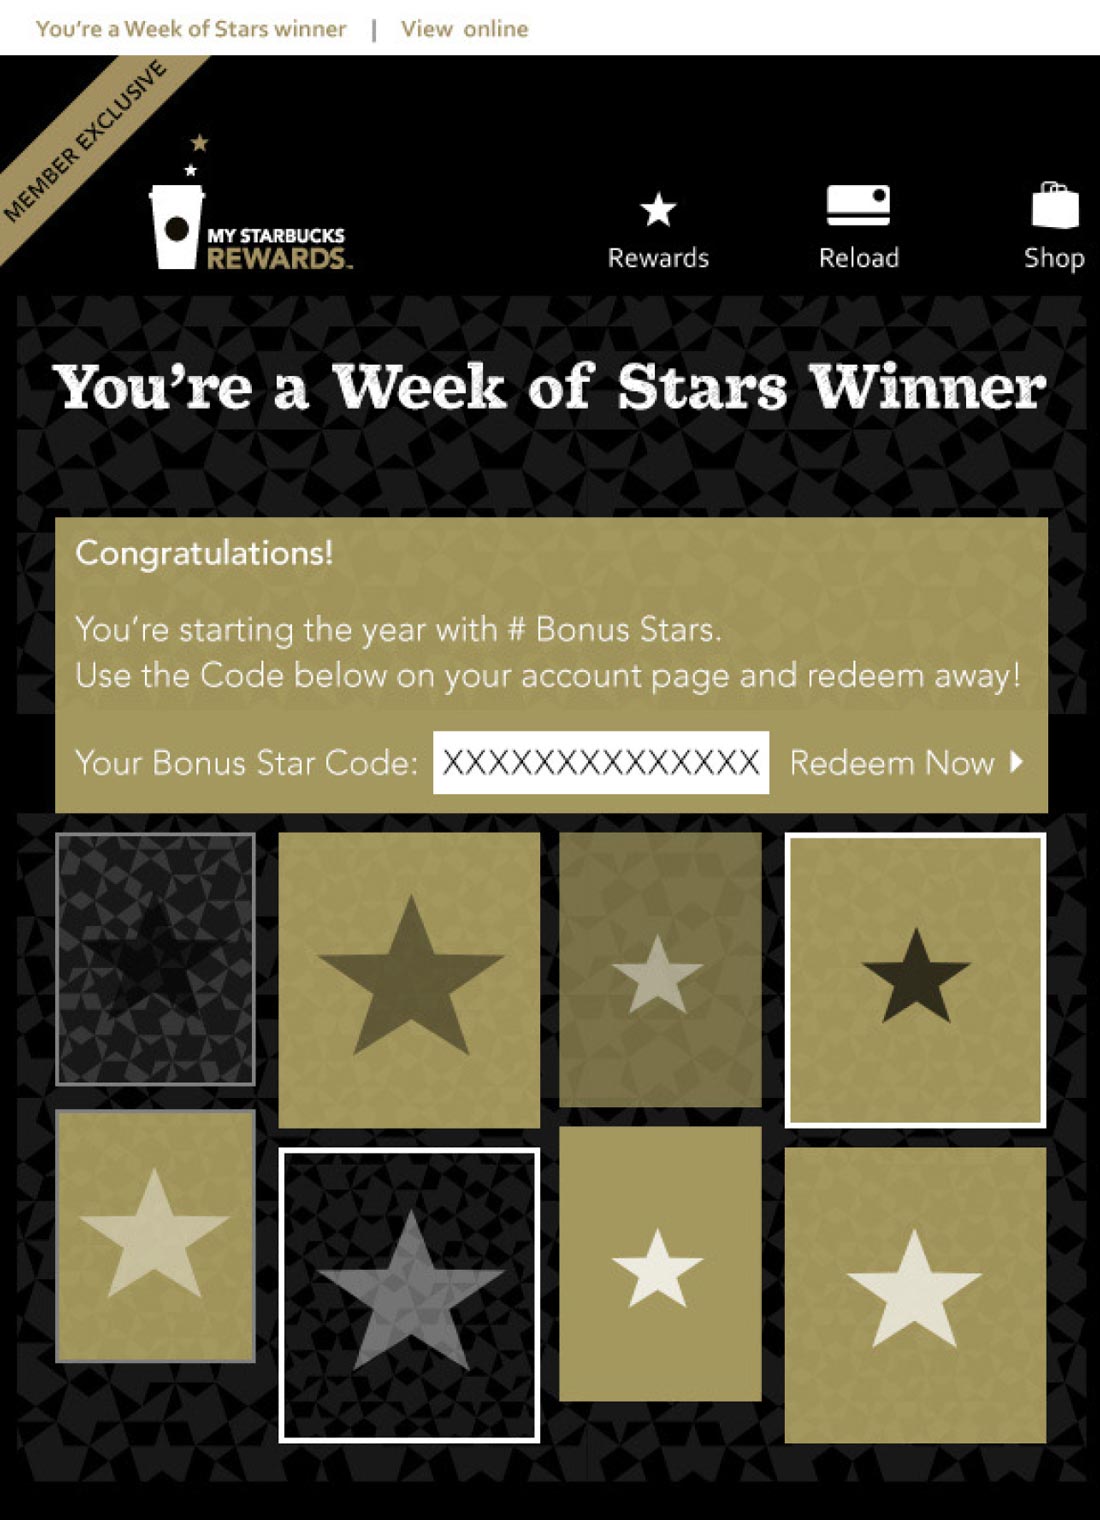 You're a Week of Stars winner | View online
MEMBER EXCLUSIVE
MY STARBUCKS
REWARDS™
Rewards
Reload
Shop
You're a Week of Stars Winner
Congratulations!
You're starting the year with # Bonus Stars.
Use the Code below on your account page and redeem away!
Your Bonus Star Code: XXXXXXXXXXXXXX Redeem Now